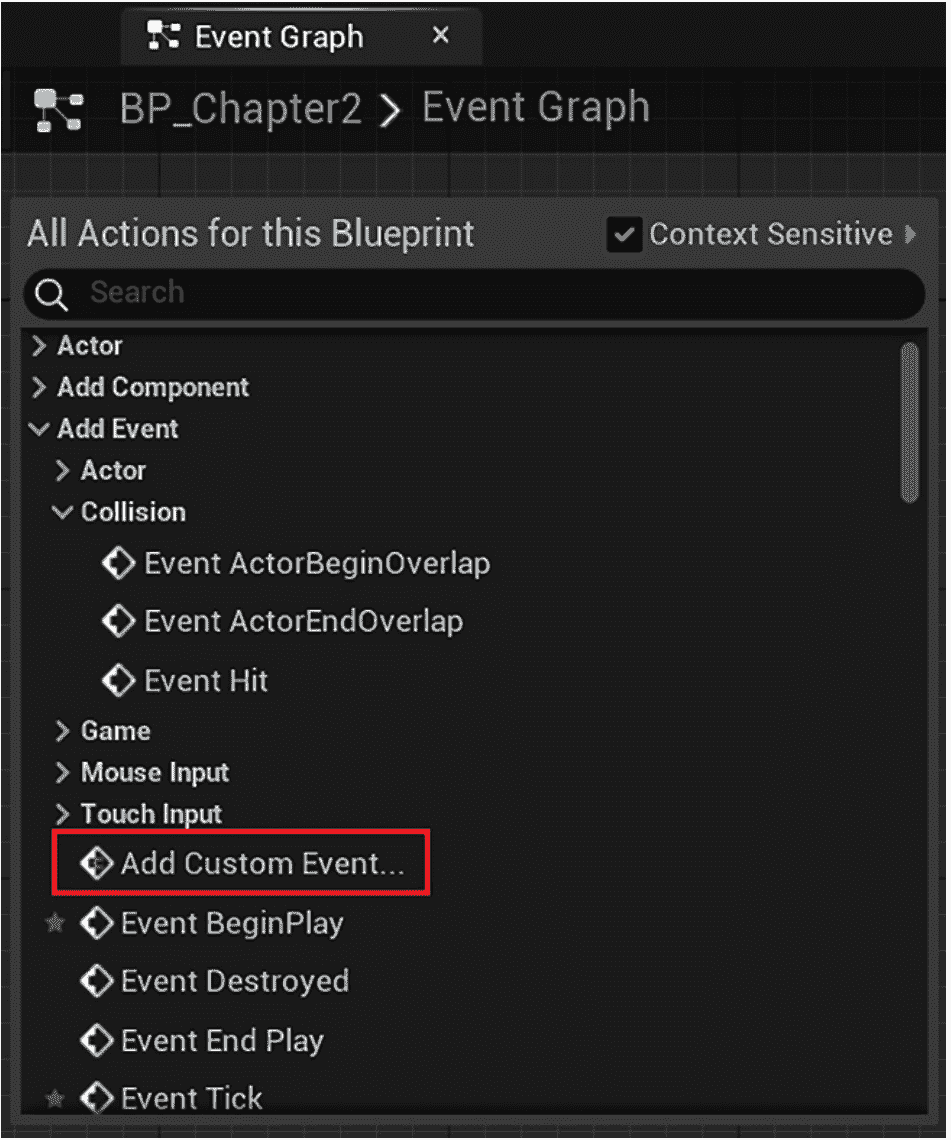 Event Graph
BP_Chapter2 > Event Graph
All Actions for this Blueprint Context Sensitive
Search
Actor
Add Component
Add Event
Actor
Collision
Event ActorBeginOverlap
Event ActorEndOverlap
Event Hit
Game
Mouse Input
Touch Input
Add Custom Event...
Event BeginPlay
Event Destroyed
Event End Play
Event Tick